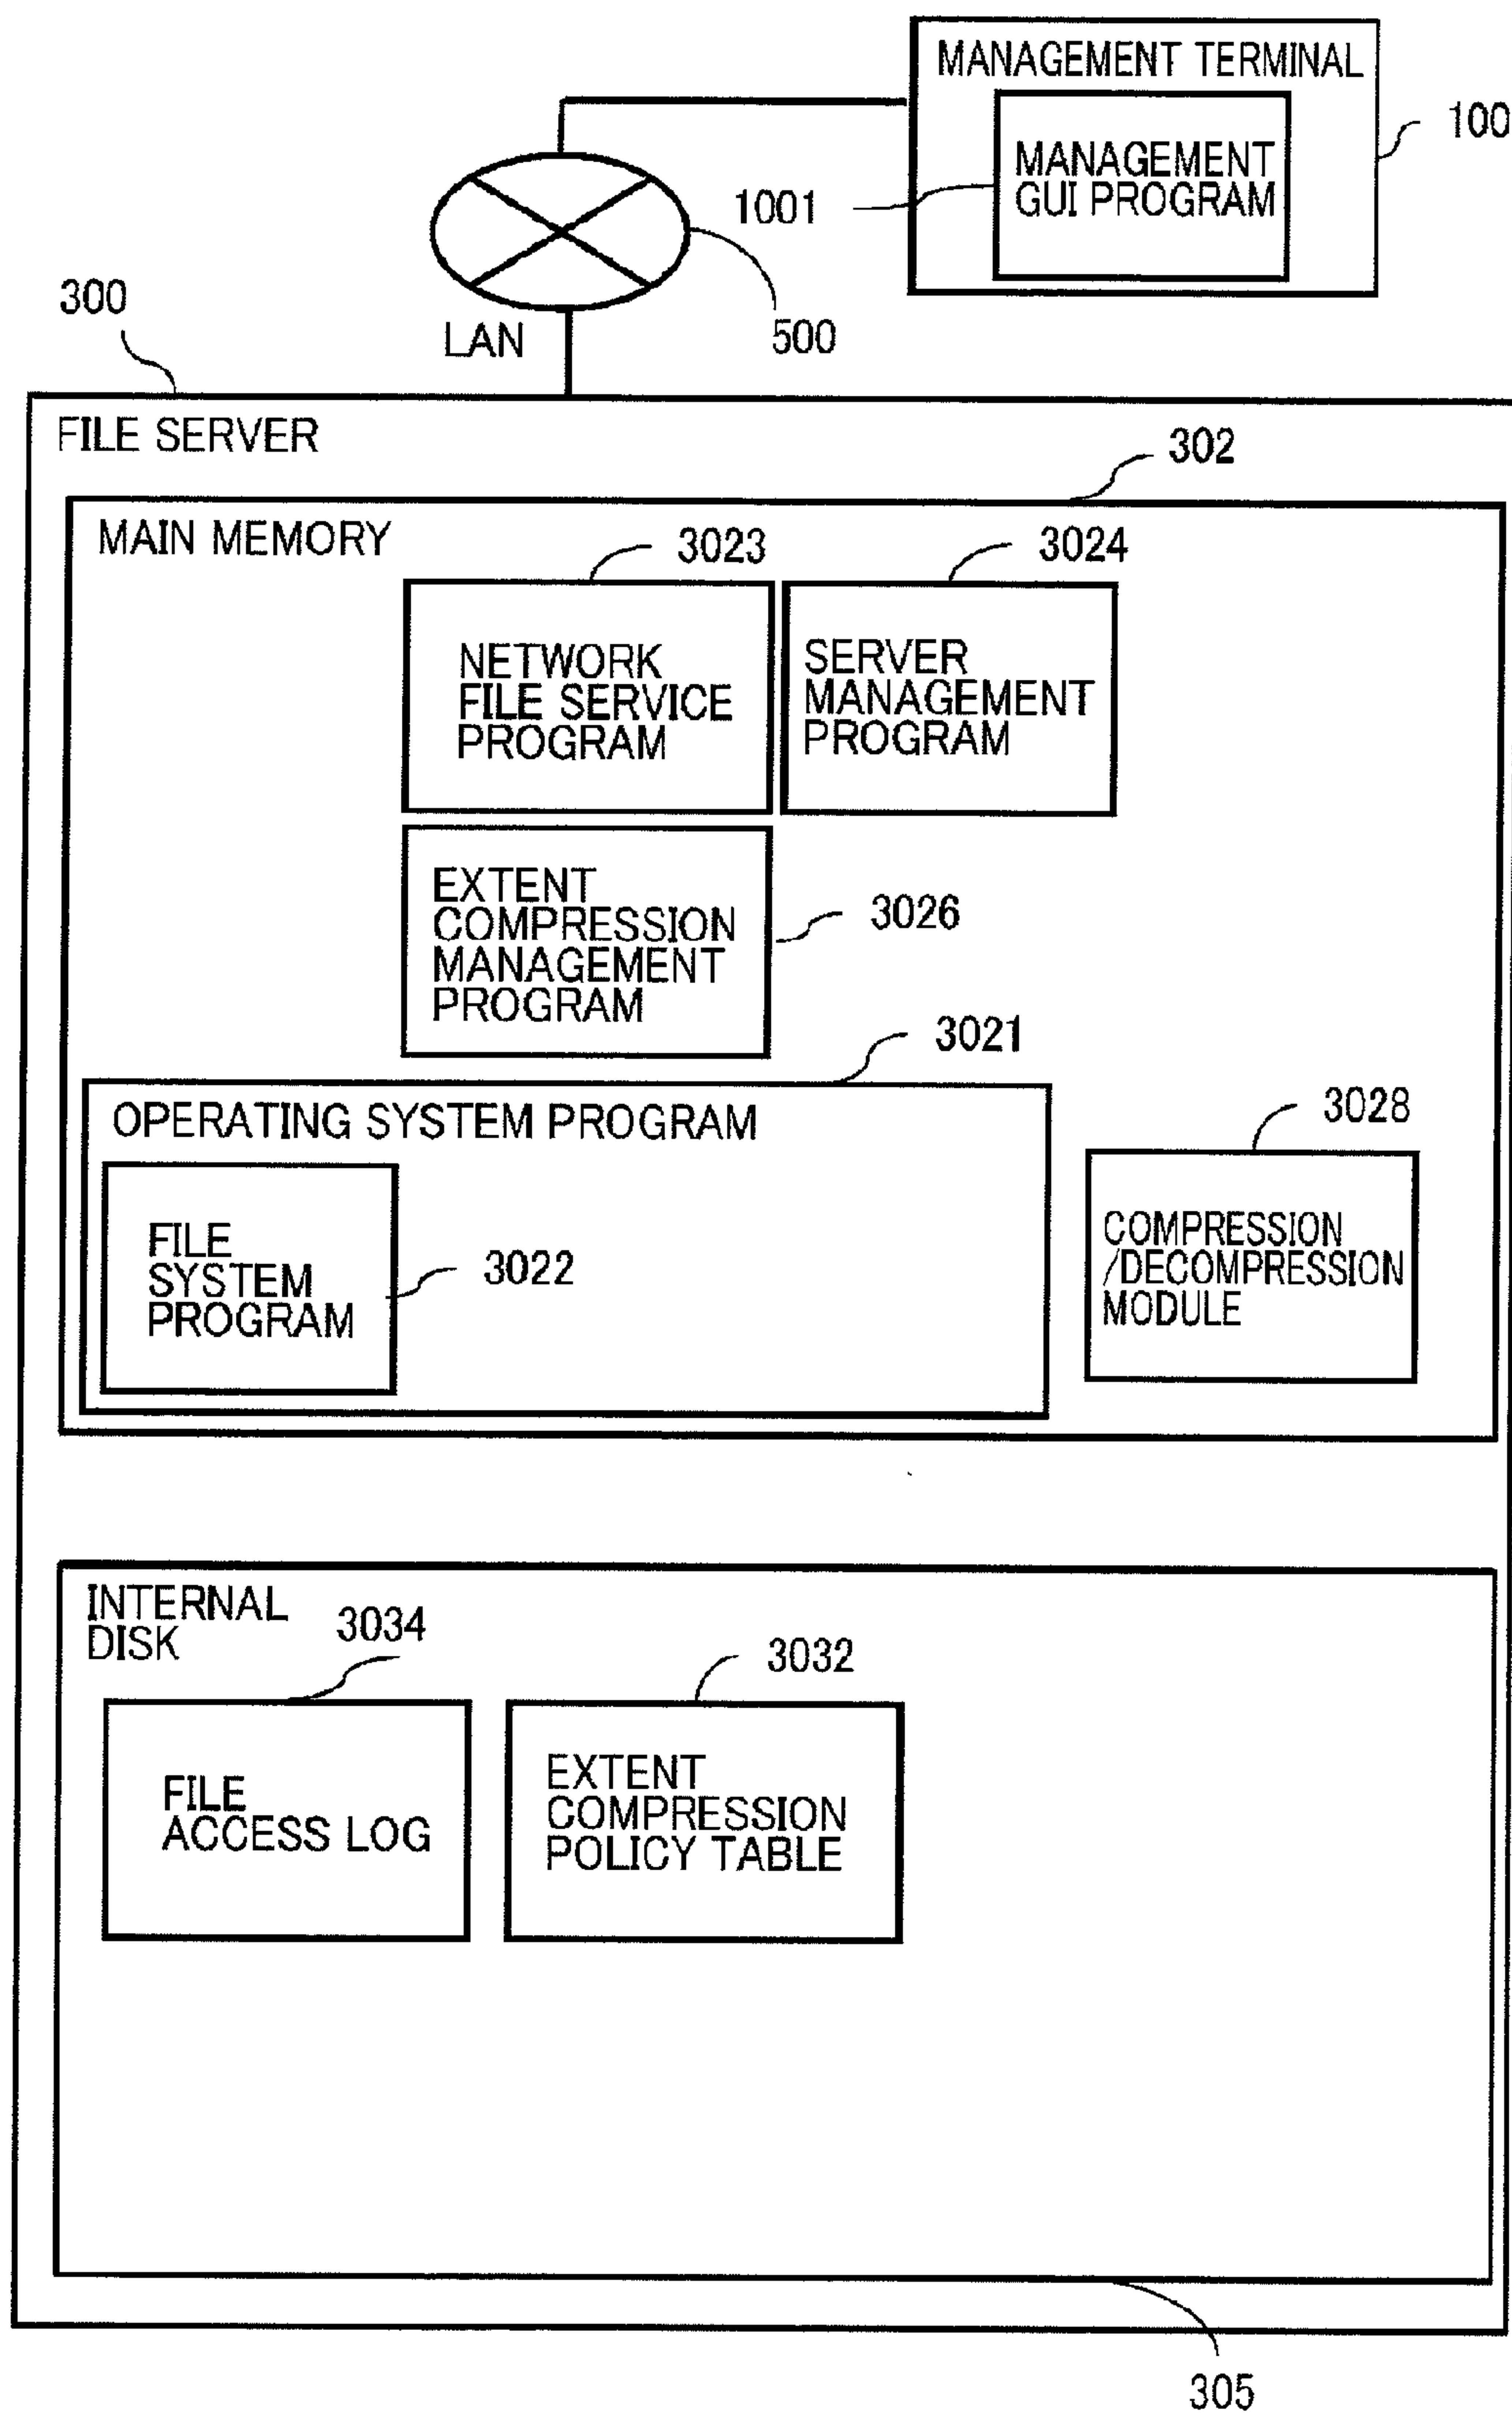 MANAGEMENT TERMINAL
100
MANAGEMENT
GUI PROGRAM
1001
500
LAN
300
FILE SERVER
302
MAIN MEMORY
3023
3024
NETWORK
FILE SERVICE
PROGRAM
SERVER
MANAGEMENT
PROGRAM
EXTENT
COMPRESSION
MANAGEMENT
PROGRAM
3026
3021
OPERATING SYSTEM PROGRAM
3028
FILE
SYSTEM
PROGRAM
3022
COMPRESSION
/DECOMPRESSION
MODULE
INTERNAL
DISK
3034
3032
FILE
ACCESS LOG
EXTENT
COMPRESSION
POLICY TABLE
305